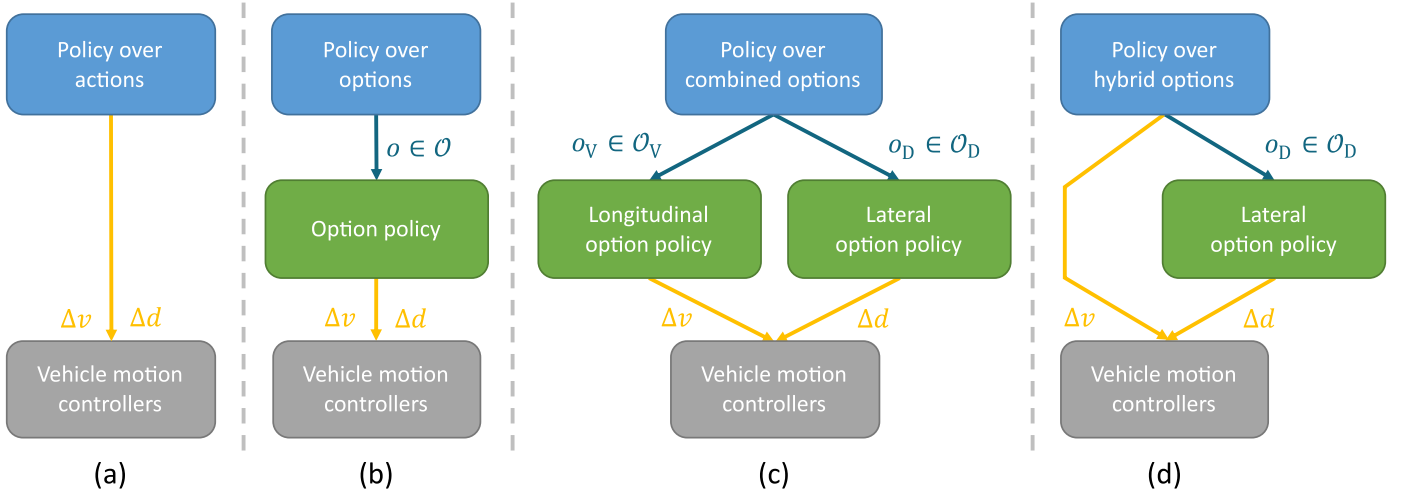 Policy over
actions
Δv Δd
Vehicle motion
controllers
(a)
Policy over
options
o ∈ 𝒪
Option policy
Δv Δd
Vehicle motion
controllers
(b)
Policy over
combined options
o_V ∈ 𝒪_V
o_D ∈ 𝒪_D
Longitudinal
option policy
Lateral
option policy
Δv
Δd
Vehicle motion
controllers
(c)
Policy over
hybrid options
o_D ∈ 𝒪_D
Lateral
option policy
Δv
Δd
Vehicle motion
controllers
(d)